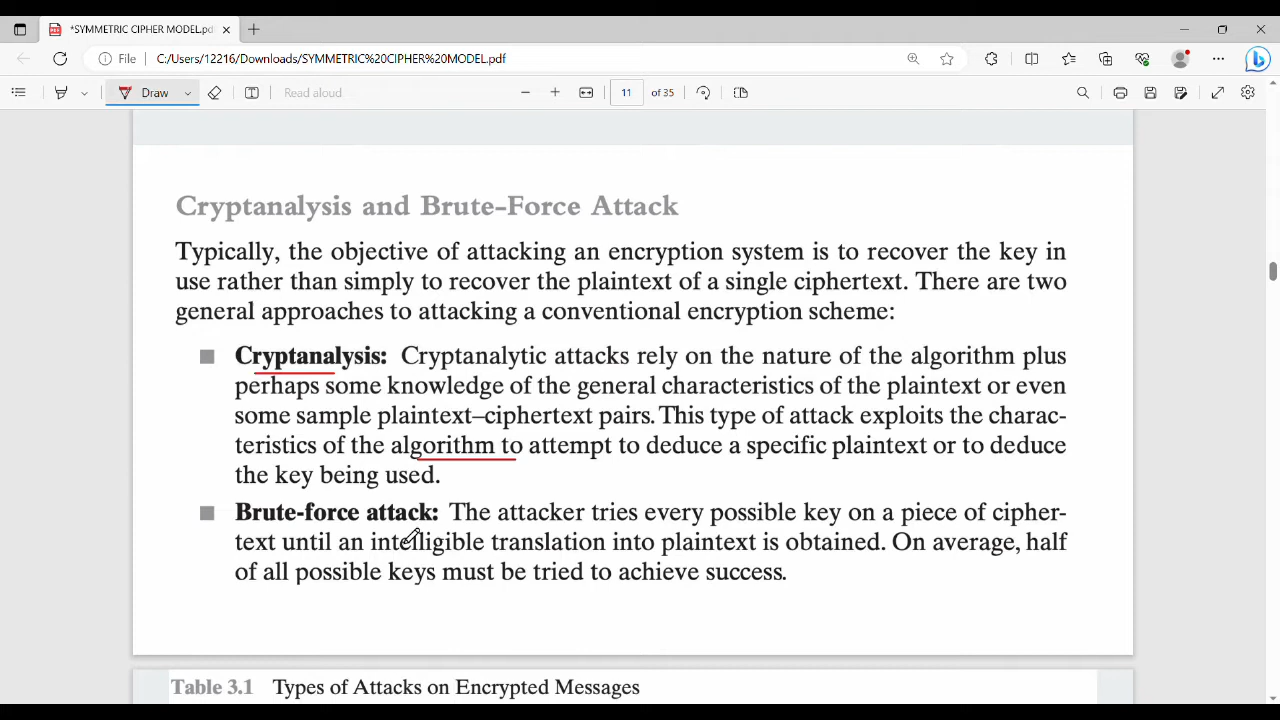 *SYMMETRIC CIPHER MODEL.pdf
File C:/Users/12216/Downloads/SYMMETRIC%20CIPHER%20MODEL.pdf
Draw Read aloud 11 of 35
Cryptanalysis and Brute-Force Attack
Typically, the objective of attacking an encryption system is to recover the key in
use rather than simply to recover the plaintext of a single ciphertext. There are two
general approaches to attacking a conventional encryption scheme:
Cryptanalysis: Cryptanalytic attacks rely on the nature of the algorithm plus
perhaps some knowledge of the general characteristics of the plaintext or even
some sample plaintext–ciphertext pairs. This type of attack exploits the charac-
teristics of the algorithm to attempt to deduce a specific plaintext or to deduce
the key being used.
Brute-force attack: The attacker tries every possible key on a piece of cipher-
text until an intelligible translation into plaintext is obtained. On average, half
of all possible keys must be tried to achieve success.
Table 3.1 Types of Attacks on Encrypted Messages